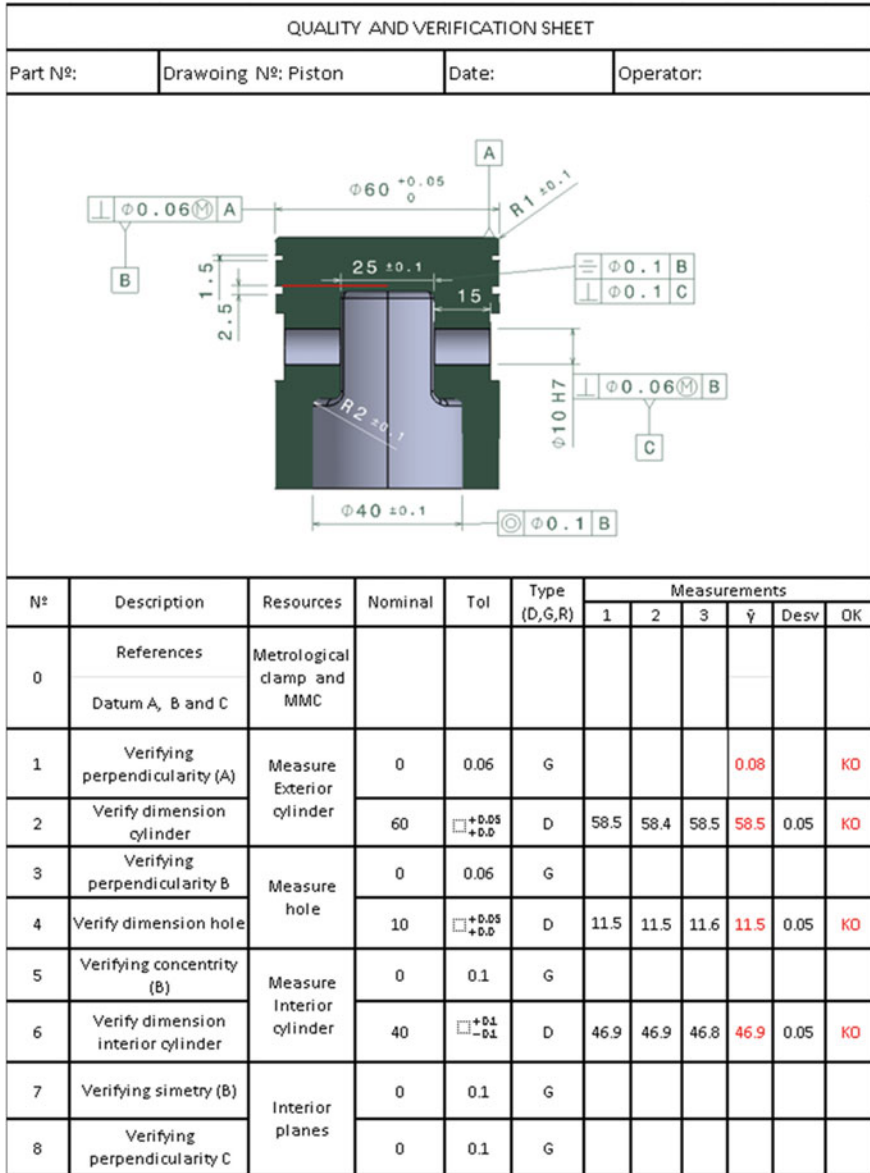 QUALITY AND VERIFICATION SHEET
Part Nº: Drawoing Nº: Piston Date: Operator:
A
⌀60 +0.05 0
R1 ±0.1
⊥ ⌀0.06Ⓜ A
B
1.5
25 ±0.1
⌯ ⌀0.1 B
⊥ ⌀0.1 C
2.5
15
⌀10 H7
⊥ ⌀0.06Ⓜ B
C
R2 ±0.1
⌀40 ±0.1
◎ ⌀0.1 B
Nº Description Resources Nominal Tol Type (D,G,R) Measurements
1 2 3 ȳ Desv OK
0 References
Datum A, B and C
Metrological clamp and MMC
1 Verifying perpendicularity (A) Measure Exterior cylinder 0 0.06 G 0.08 KO
2 Verify dimension cylinder 60 +0.05 +0.0 D 58.5 58.4 58.5 58.5 0.05 KO
3 Verifying perpendicularity B Measure hole 0 0.06 G
4 Verify dimension hole 10 +0.05 +0.0 D 11.5 11.5 11.6 11.5 0.05 KO
5 Verifying concentrity (B) Measure Interior cylinder 0 0.1 G
6 Verify dimension interior cylinder 40 +0.1 -0.1 D 46.9 46.9 46.8 46.9 0.05 KO
7 Verifying simetry (B) Interior planes 0 0.1 G
8 Verifying perpendicularity C 0 0.1 G